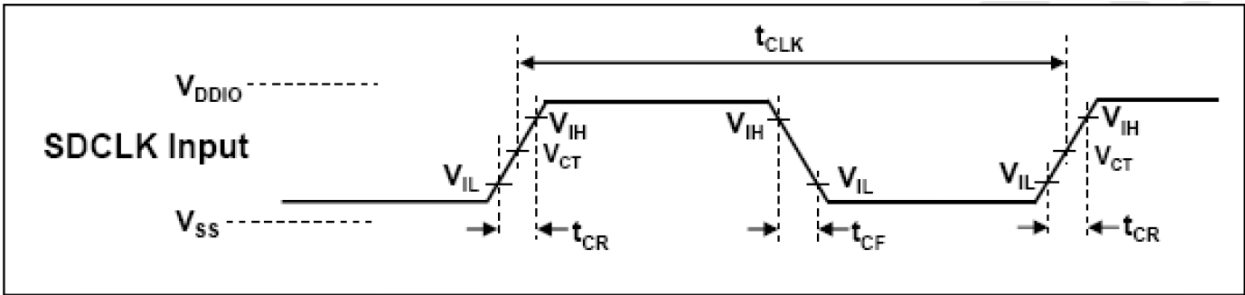 tCLK
VDDIO
SDCLK Input
VIH
VCT
VIL
VIH
VIL
VIH
VCT
VIL
VSS
tCR
tCF
tCR